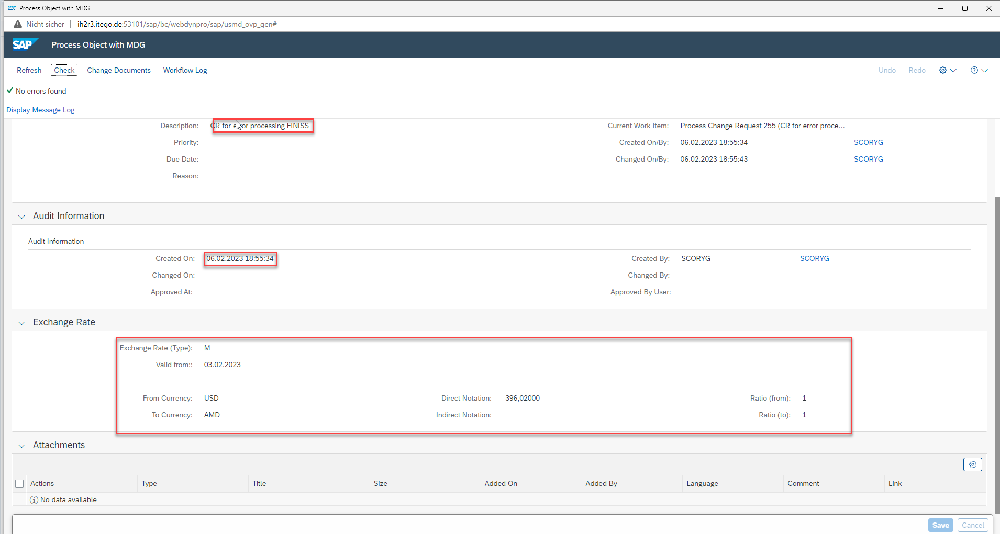 Process Object with MDG
Nicht sicher ih2r3.itego.de:53101/sap/bc/webdynpro/sap/usmd_ovp_gen#
SAP Process Object with MDG
Refresh Check Change Documents Workflow Log Undo Redo
No errors found
Display Message Log
Description: CR for error processing FINISS Current Work Item: Process Change Request 255 (CR for error proce...
Priority: Created On/By: 06.02.2023 18:55:34 SCORYG
Due Date: Changed On/By: 06.02.2023 18:55:43 SCORYG
Reason:
Audit Information
Audit Information
Created On: 06.02.2023 18:55:34 Created By: SCORYG SCORYG
Changed On: Changed By:
Approved At: Approved By User:
Exchange Rate
Exchange Rate (Type): M
Valid from:: 03.02.2023
From Currency: USD Direct Notation: 396,02000 Ratio (from): 1
To Currency: AMD Indirect Notation: Ratio (to): 1
Attachments
Actions Type Title Size Added On Added By Language Comment Link
No data available
Save Cancel